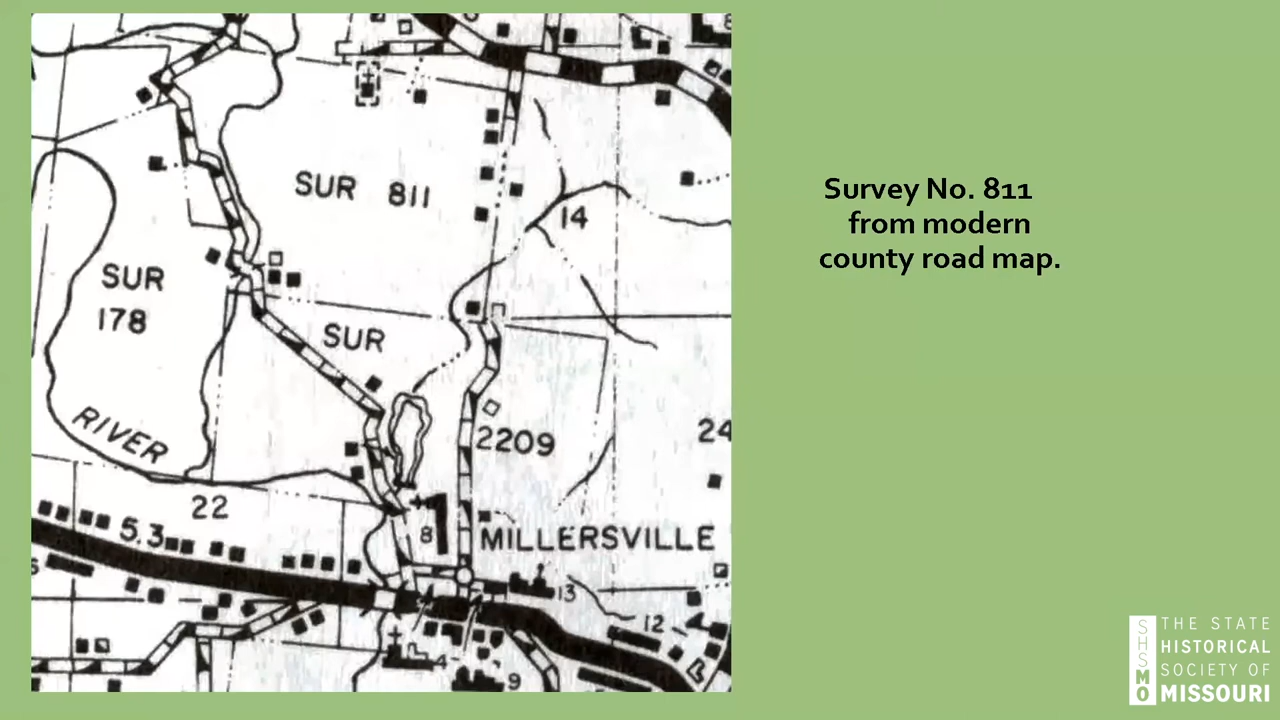 SUR 811
14
SUR
178
SUR
RIVER
2209
24
22
5.3
8
MILLERSVILLE
13
12
4
9
Survey No. 811
from modern
county road map.
SHSMO
THE STATE
HISTORICAL
SOCIETY OF
MISSOURI